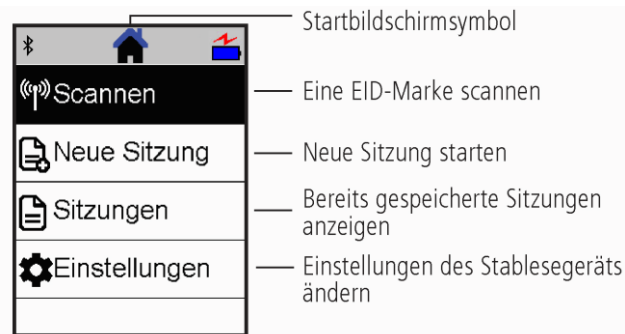 Startbildschirmsymbol
Scannen
Eine EID-Marke scannen
Neue Sitzung
Neue Sitzung starten
Sitzungen
Bereits gespeicherte Sitzungen
anzeigen
Einstellungen
Einstellungen des Stablesegeräts
ändern